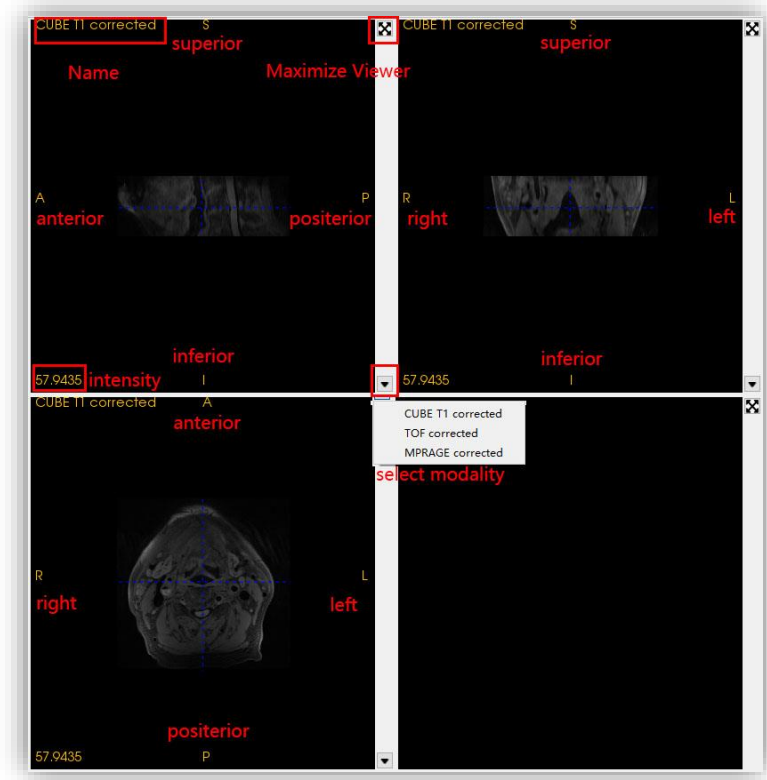 CUBE T1 corrected S
superior
Name Maximize Viewer
A P
anterior positerior
inferior
57.9435 intensity I
CUBE T1 corrected S
superior
R L
right left
inferior
57.9435 I
CUBE T1 corrected A
anterior
R L
right left
positerior
57.9435 P
CUBE T1 corrected
TOF corrected
MPRAGE corrected
select modality